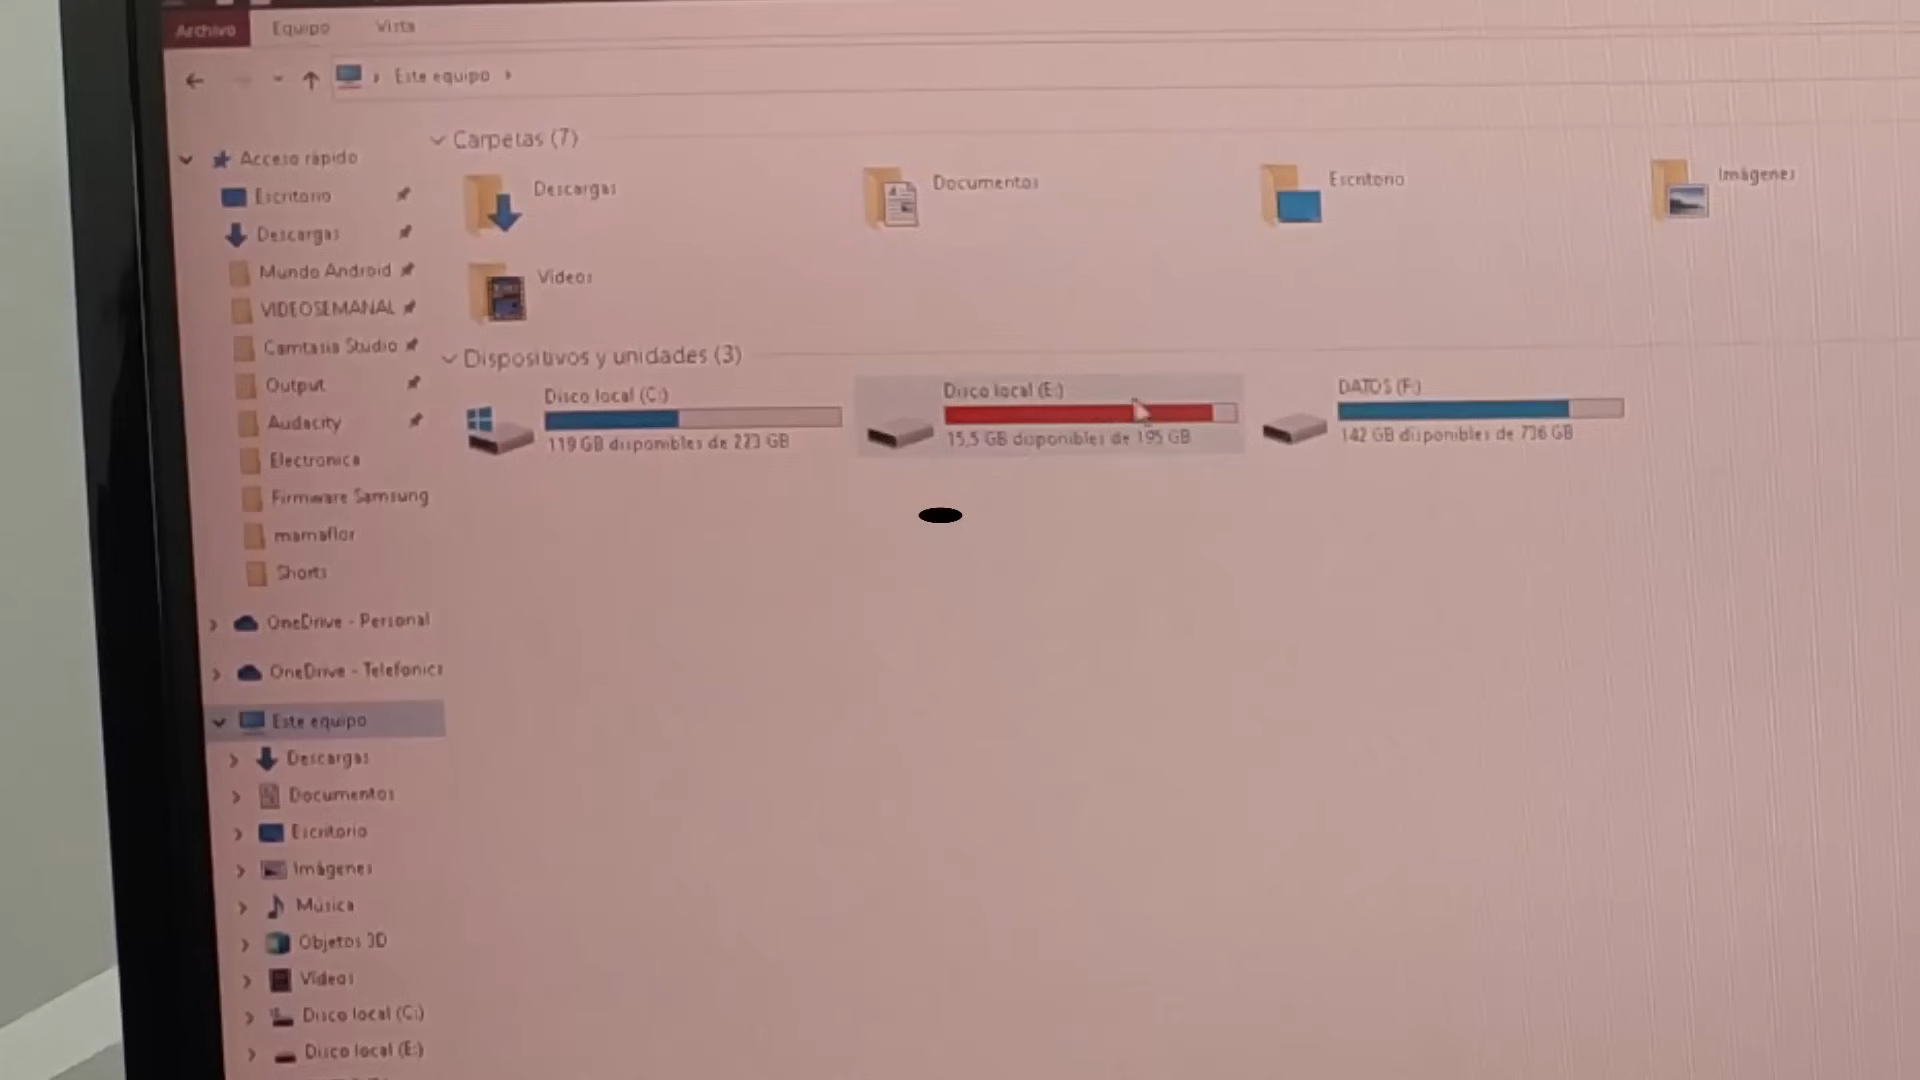 Archivo
Equipo
Vista
Este equipo
Acceso rápido
Escritorio
Descargas
Mundo Android
VIDEOSEMANAL
Camtasia Studio
Output
Audacity
Electronica
Firmware Samsung
mamaflor
Shorts
OneDrive - Personal
OneDrive - Telefonica
Este equipo
Descargas
Documentos
Escritorio
Imágenes
Música
Objetos 3D
Vídeos
Disco local (C:)
Disco local (E:)
Carpetas (7)
Descargas
Documentos
Escritorio
Imágenes
Vídeos
Dispositivos y unidades (3)
Disco local (C:)
119 GB disponibles de 223 GB
Disco local (E:)
15,5 GB disponibles de 195 GB
DATOS (F:)
142 GB disponibles de 736 GB